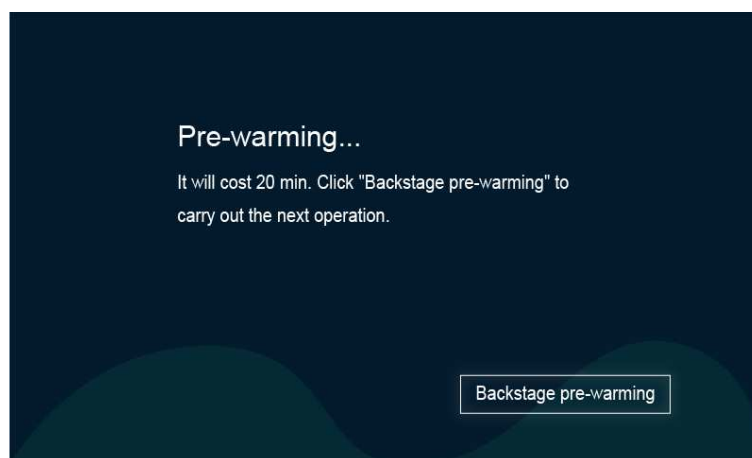 Pre-warming...
It will cost 20 min. Click "Backstage pre-warming" to
carry out the next operation.
Backstage pre-warming